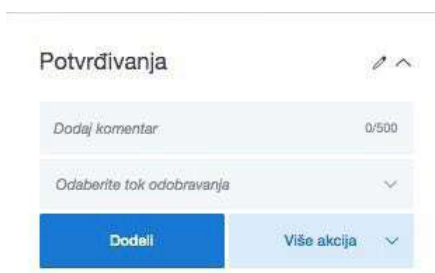 Potvrđivanja
Dodaj komentar 0/500
Odaberite tok odobravanja
Dodeli Više akcija